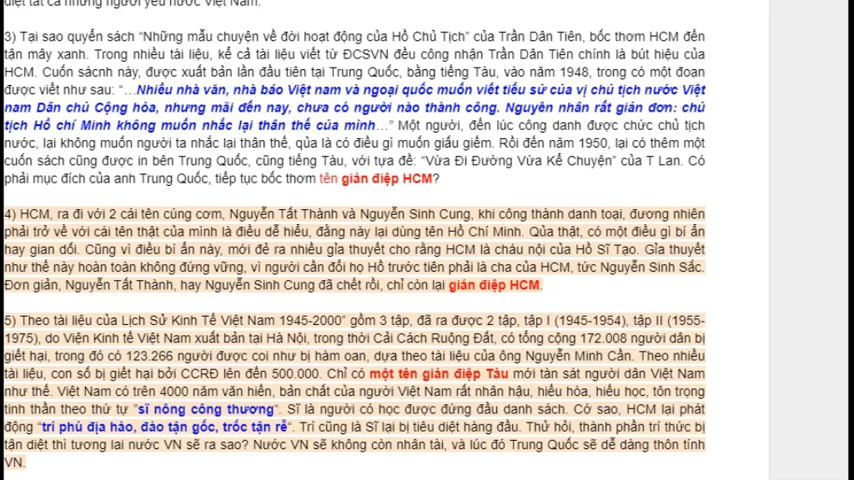 diệt tất cả những người yêu nước Việt Nam.
3) Tại sao quyển sách “Những mẫu chuyện về đời hoạt động của Hồ Chủ Tịch” của Trần Dân Tiên, bốc thơm HCM đến
tận mây xanh. Trong nhiều tài liệu, kể cả tài liệu viết từ ĐCSVN đều công nhận Trần Dân Tiên chính là bút hiệu của
HCM. Cuốn sácnh này, được xuất bản lần đầu tiên tại Trung Quốc, bằng tiếng Tàu, vào năm 1948, trong có một đoạn
được viết như sau: “…Nhiều nhà văn, nhà báo Việt nam và ngoại quốc muốn viết tiểu sử của vị chủ tịch nước Việt
nam Dân chủ Cộng hòa, nhưng mãi đến nay, chưa có người nào thành công. Nguyên nhân rất giản đơn: chủ
tịch Hồ chí Minh không muốn nhắc lại thân thế của mình…” Một người, đến lúc công danh được chức chủ tịch
nước, lại không muốn người ta nhắc lại thân thế, qủa là có điều gì muốn giấu giếm. Rồi đến năm 1950, lại có thêm một
cuốn sách cũng được in bên Trung Quốc, cũng tiếng Tàu, với tựa đề: “Vừa Đi Đường Vừa Kể Chuyện” của T Lan. Có
phải mục đích của anh Trung Quốc, tiếp tục bốc thơm tên gián điệp HCM?
4) HCM, ra đi với 2 cái tên cúng cơm, Nguyễn Tất Thành và Nguyễn Sinh Cung, khi công thành danh toại, đương nhiên
phải trở về với cái tên thật của mình là điều dễ hiểu, đằng này lại dùng tên Hồ Chí Minh. Qủa thật, có một điều gì bí ẩn
hay gian dối. Cũng vì điều bí ẩn này, mới đẻ ra nhiều gỉa thuyết cho rằng HCM là cháu nội của Hồ Sĩ Tạo. Gỉa thuyết
như thế này hoàn toàn không đứng vững, vì người cần đổi họ Hồ trước tiên phải là cha của HCM, tức Nguyễn Sinh Sắc.
Đơn giản, Nguyễn Tất Thành, hay Nguyễn Sinh Cung đã chết rồi, chỉ còn lại gián điệp HCM.
5) Theo tài liệu của Lịch Sử Kinh Tế Việt Nam 1945-2000” gồm 3 tập, đã ra được 2 tập, tập I (1945-1954), tập II (1955-
1975), do Viện Kinh tế Việt Nam xuất bản tại Hà Nội, trong thời Cải Cách Ruộng Đất, có tổng cộng 172.008 người dân bị
giết hại, trong đó có 123.266 người được coi như bị hàm oan, dựa theo tài liệu của ông Nguyễn Minh Cần. Theo nhiều
tài liệu, con số bị giết hại bởi CCRĐ lên đến 500.000. Chỉ có một tên gián điệp Tàu mới tàn sát người dân Việt Nam
như thế. Việt Nam có trên 4000 năm văn hiến, bản chất của người Việt Nam rất nhân hậu, hiếu hòa, hiếu học, tôn trọng
tinh thần theo thứ tự ”sĩ nông công thương“. Sĩ là người có học được đứng đầu danh sách. Cớ sao, HCM lại phát
động “trí phú địa hào, đào tận gốc, trốc tận rễ“. Trí cũng là Sĩ lại bị tiêu diệt hàng đầu. Thử hỏi, thành phần trí thức bị
tận diệt thì tương lai nước VN sẽ ra sao? Nước VN sẽ không còn nhân tài, và lúc đó Trung Quốc sẽ dễ dàng thôn tính
VN.